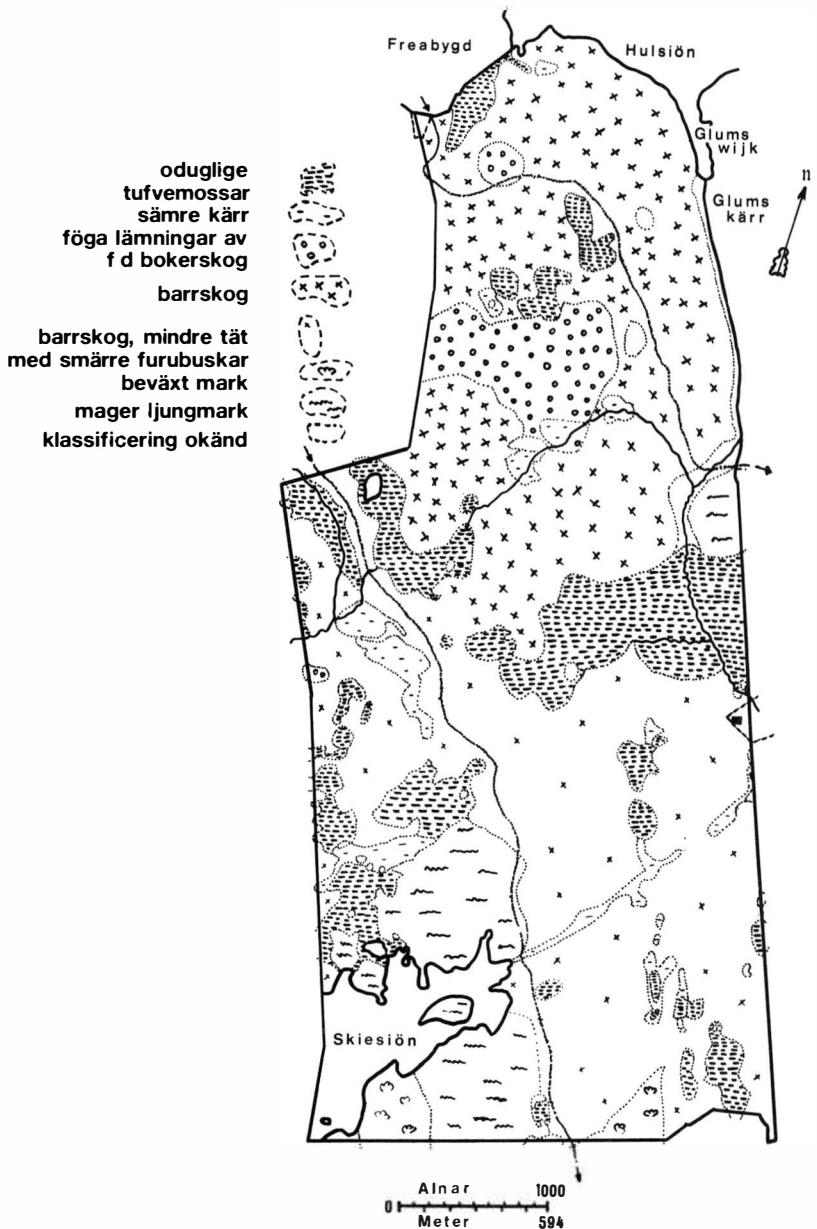 Freabygd
Hulsiön
Glums
wijk
Glums
kärr
n
oduglige
tufvemossar
sämre kärr
föga lämningar av
f d bokerskog
barrskog
barrskog, mindre tät
med smärre furubuskar
beväxt mark
mager ljungmark
klassificering okänd
Skiesiön
Alnar 1000
0
Meter 594